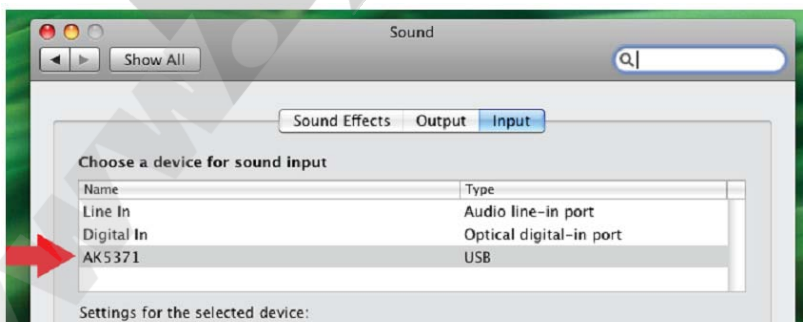 Sound
Show All
Sound Effects Output Input
Choose a device for sound input
Name Type
Line In Audio line-in port
Digital In Optical digital-in port
AK5371 USB
Settings for the selected device: